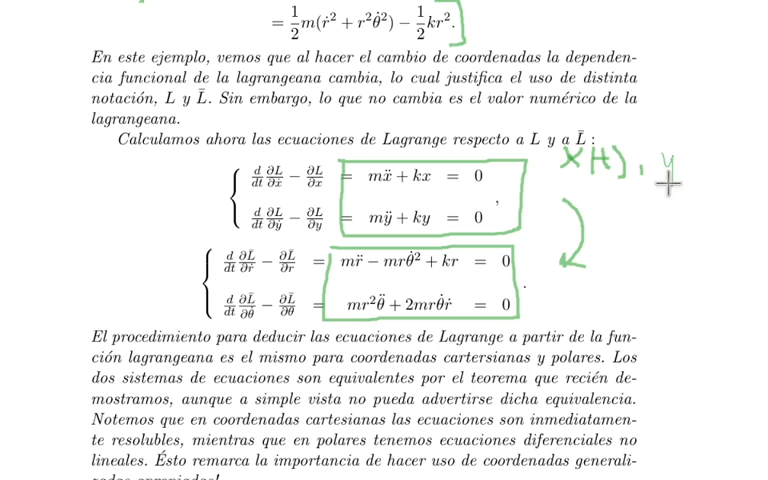 = 1/2 m(ṙ² + r²θ̇²) − 1/2 kr².
En este ejemplo, vemos que al hacer el cambio de coordenadas la dependen-
cia funcional de la lagrangeana cambia, lo cual justifica el uso de distinta
notación, L y L̄. Sin embargo, lo que no cambia es el valor numérico de la
lagrangeana.
Calculamos ahora las ecuaciones de Lagrange respecto a L y a L̄ :
d/dt ∂L/∂ẋ − ∂L/∂x = mẍ + kx = 0
d/dt ∂L/∂ẏ − ∂L/∂y = mÿ + ky = 0 ,
x(t), y
d/dt ∂L̄/∂ṙ − ∂L̄/∂r = mr̈ − mrθ̇² + kr = 0
d/dt ∂L̄/∂θ̇ − ∂L̄/∂θ = mr²θ̈ + 2mrθ̇ṙ = 0 .
El procedimiento para deducir las ecuaciones de Lagrange a partir de la fun-
ción lagrangeana es el mismo para coordenadas cartersianas y polares. Los
dos sistemas de ecuaciones son equivalentes por el teorema que recién de-
mostramos, aunque a simple vista no pueda advertirse dicha equivalencia.
Notemos que en coordenadas cartesianas las ecuaciones son inmediatamen-
te resolubles, mientras que en polares tenemos ecuaciones diferenciales no
lineales. Ésto remarca la importancia de hacer uso de coordenadas generali-